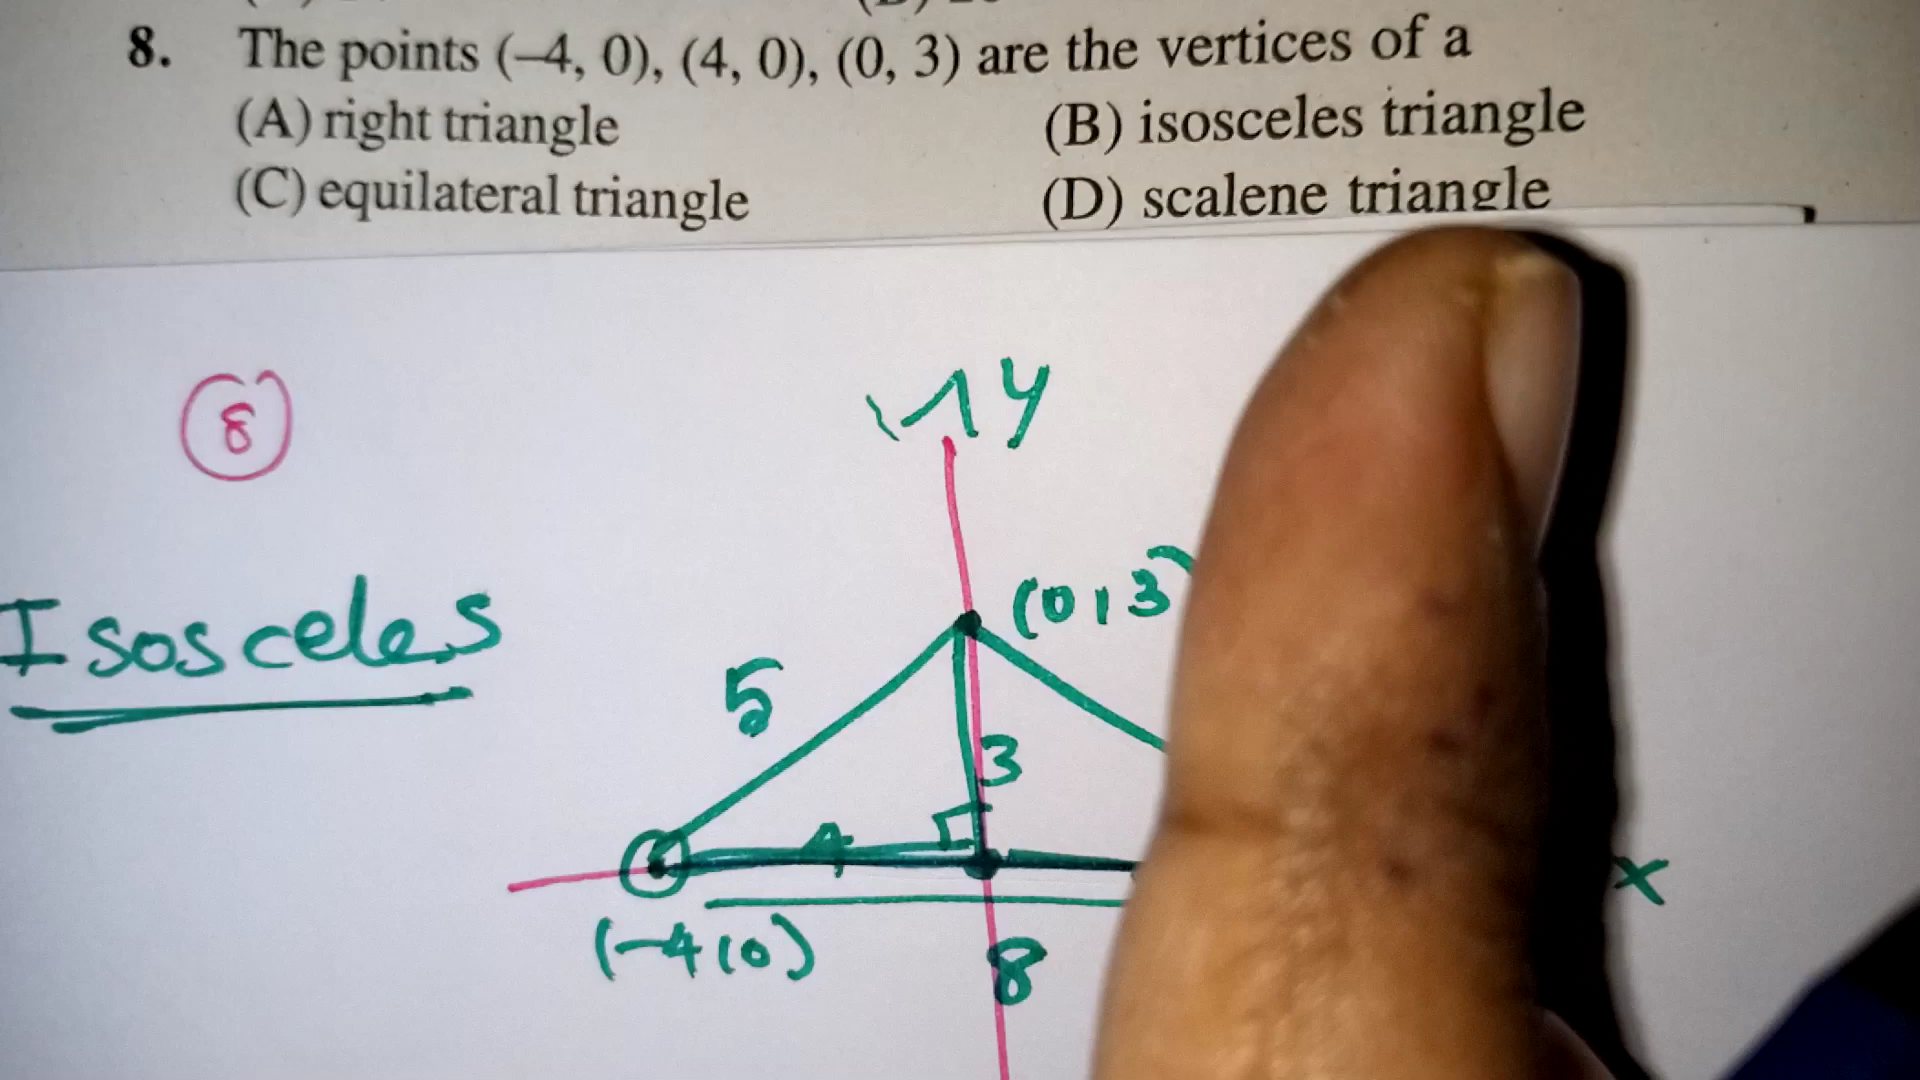 8. The points (–4, 0), (4, 0), (0, 3) are the vertices of a
(A) right triangle (B) isosceles triangle
(C) equilateral triangle (D) scalene triangle
8
y
(0, 3)
Isosceles
5
3
4
x
(-4, 0)
8